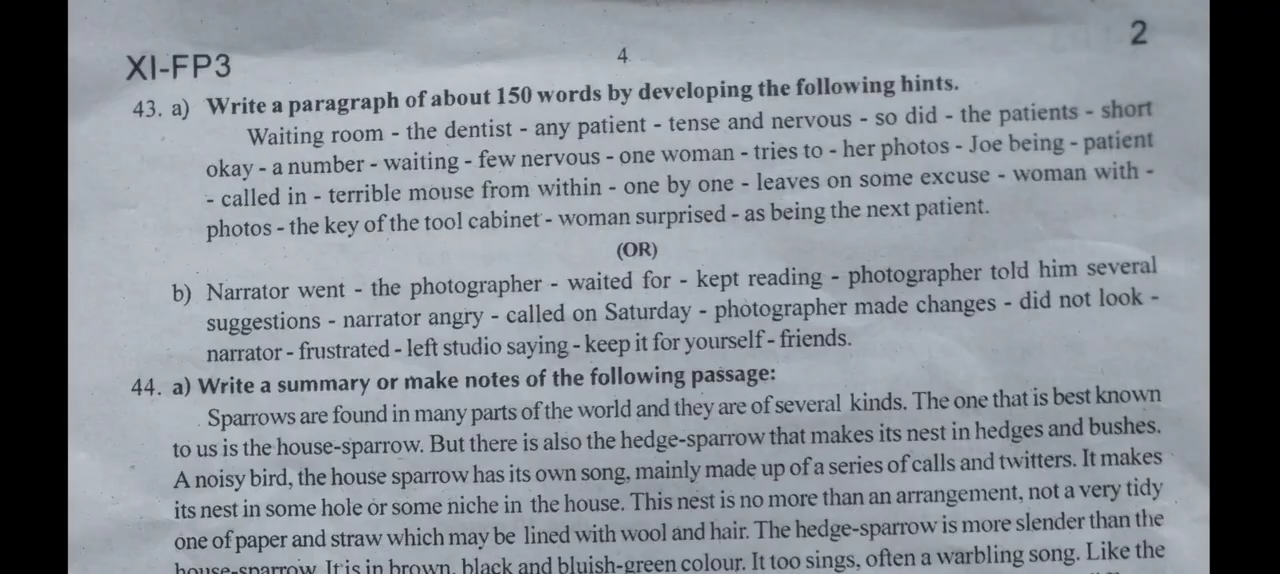 2
XI-FP3
4
43. a) Write a paragraph of about 150 words by developing the following hints.
Waiting room - the dentist - any patient - tense and nervous - so did - the patients - short
okay - a number - waiting - few nervous - one woman - tries to - her photos - Joe being - patient
- called in - terrible mouse from within - one by one - leaves on some excuse - woman with -
photos - the key of the tool cabinet - woman surprised - as being the next patient.
(OR)
b) Narrator went - the photographer - waited for - kept reading - photographer told him several
suggestions - narrator angry - called on Saturday - photographer made changes - did not look -
narrator - frustrated - left studio saying - keep it for yourself - friends.
44. a) Write a summary or make notes of the following passage:
Sparrows are found in many parts of the world and they are of several kinds. The one that is best known
to us is the house-sparrow. But there is also the hedge-sparrow that makes its nest in hedges and bushes.
A noisy bird, the house sparrow has its own song, mainly made up of a series of calls and twitters. It makes
its nest in some hole or some niche in the house. This nest is no more than an arrangement, not a very tidy
one of paper and straw which may be lined with wool and hair. The hedge-sparrow is more slender than the
house-sparrow. It is in brown, black and bluish-green colour. It too sings, often a warbling song. Like the